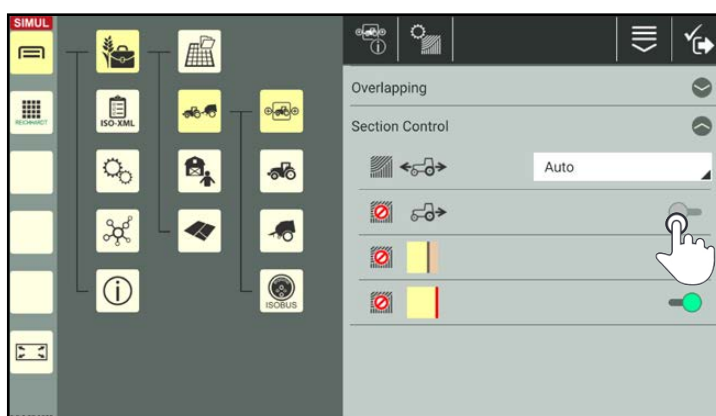 SIMUL
Overlapping
REICHHARDT
ISO-XML
Section Control
Auto
ISOBUS